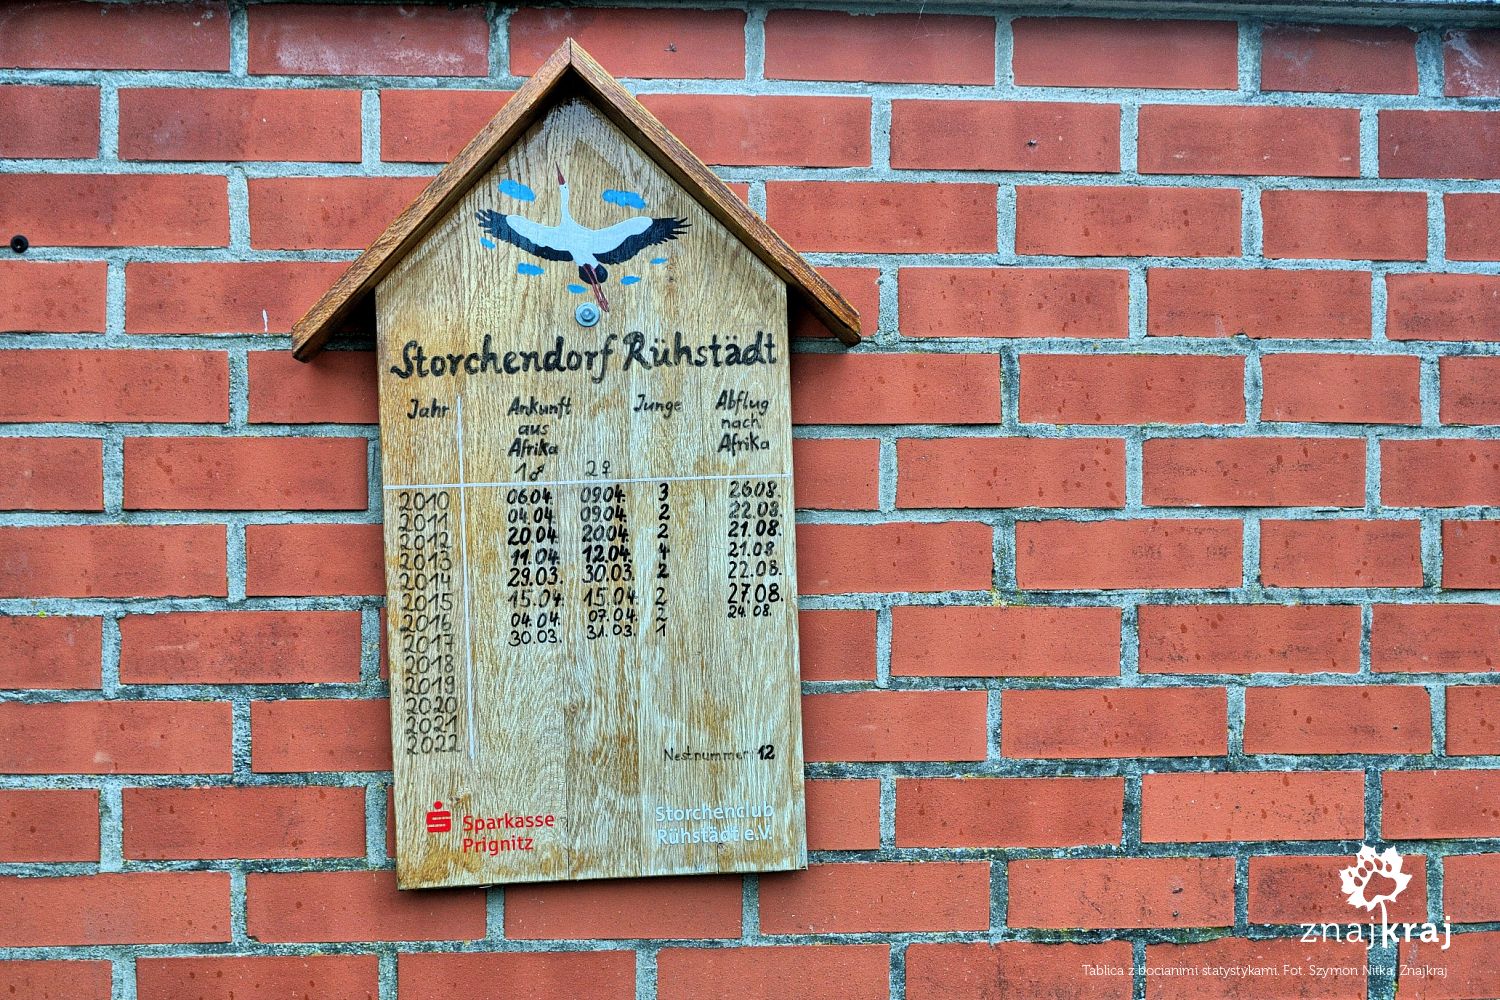 Storchendorf Rühstädt
Jahr Ankunft aus Afrika Junge Abflug nach Afrika
1♂ 2♀
2010 06.04. 09.04. 3 26.08.
2011 04.04. 09.04. 2 22.08.
2012 20.04. 20.04. 2 21.08.
2013 11.04. 12.04. 4 21.08.
2014 29.03. 30.03. 2 22.08.
2015 15.04. 15.04. 2 27.08.
2016 04.04. 07.04. 2 24.08.
2017 30.03. 31.03. 1
2018
2019
2020
2021
2022
Nestnummer: 12
Sparkasse
Prignitz
Storchenclub
Rühstädt e.V.
znajkraj
Tablica z bocianimi statystykami. Fot. Szymon Nitka, Znajkraj